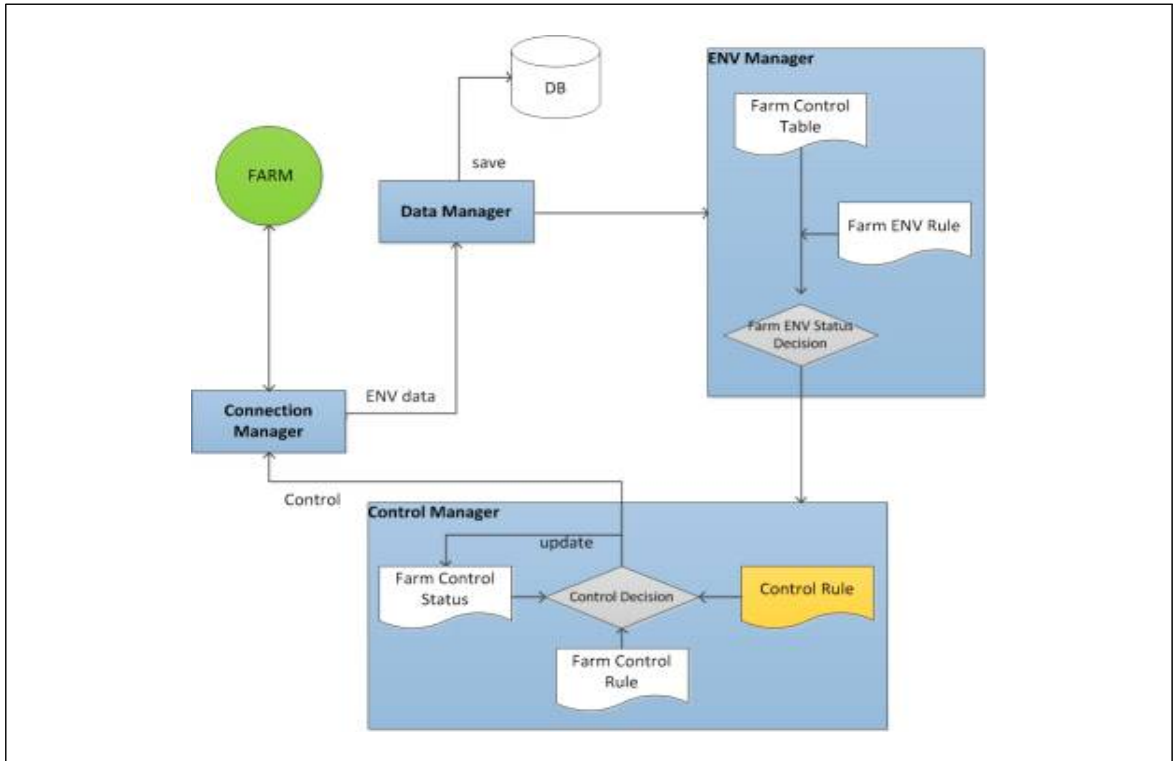 DB
ENV Manager
Farm Control
Table
FARM
save
Data Manager
Farm ENV Rule
Farm ENV Status
Decision
ENV data
Connection
Manager
Control
Control Manager
update
Farm Control
Status
Control Decision
Control Rule
Farm Control
Rule